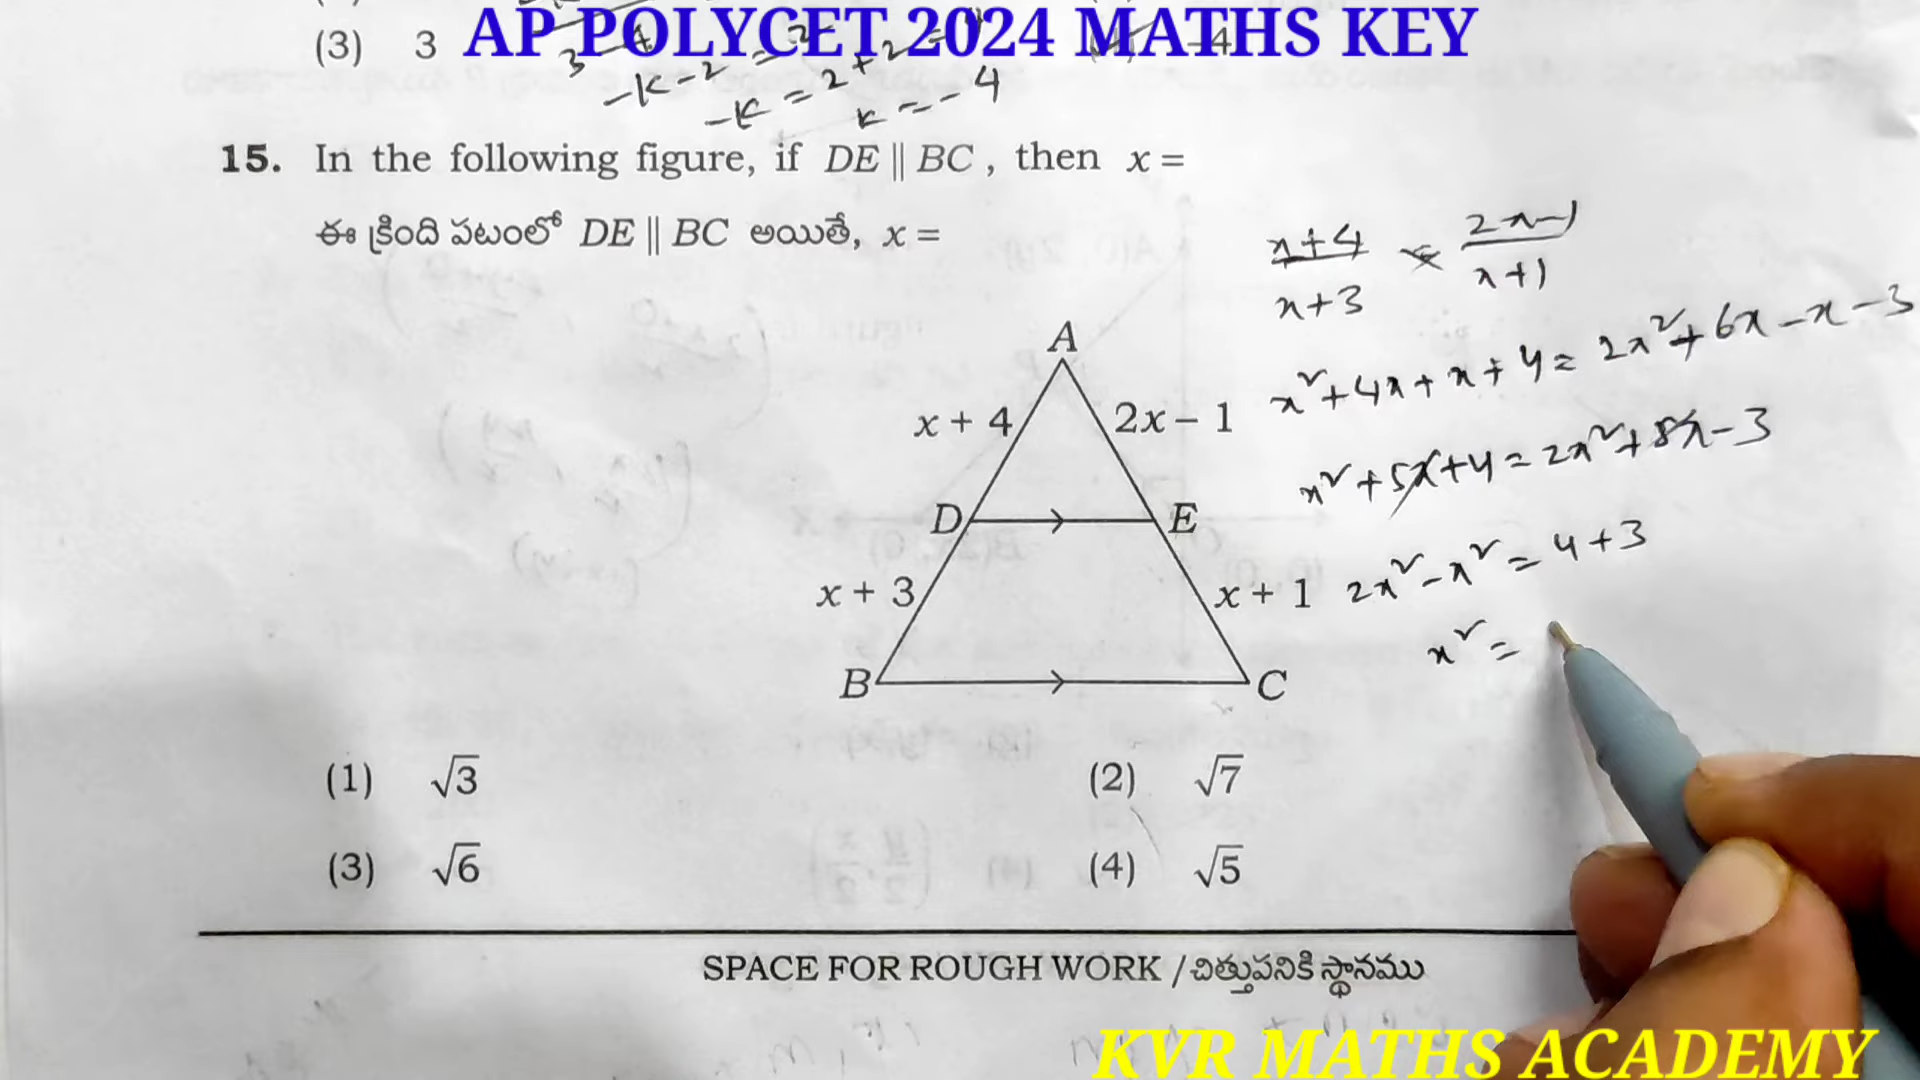 AP POLYCET 2024 MATHS KEY
(3) 3
-k-2=
-k=2+2=
k=-4
15. In the following figure, if DE || BC, then x =
ఈ క్రింది పటంలో DE || BC అయితే, x =
x+4 2x-1
x+3 x+1
x²+4x+x+4=2x²+6x-x-3
x²+5x+4=2x²+5x-3
2x²-x²=4+3
x²=
A
x + 4 2x – 1
D E
x + 3 x + 1
B C
(1) √3 (2) √7
(3) √6 (4) √5
SPACE FOR ROUGH WORK / చిత్తుపనికి స్థానము
KVR MATHS ACADEMY